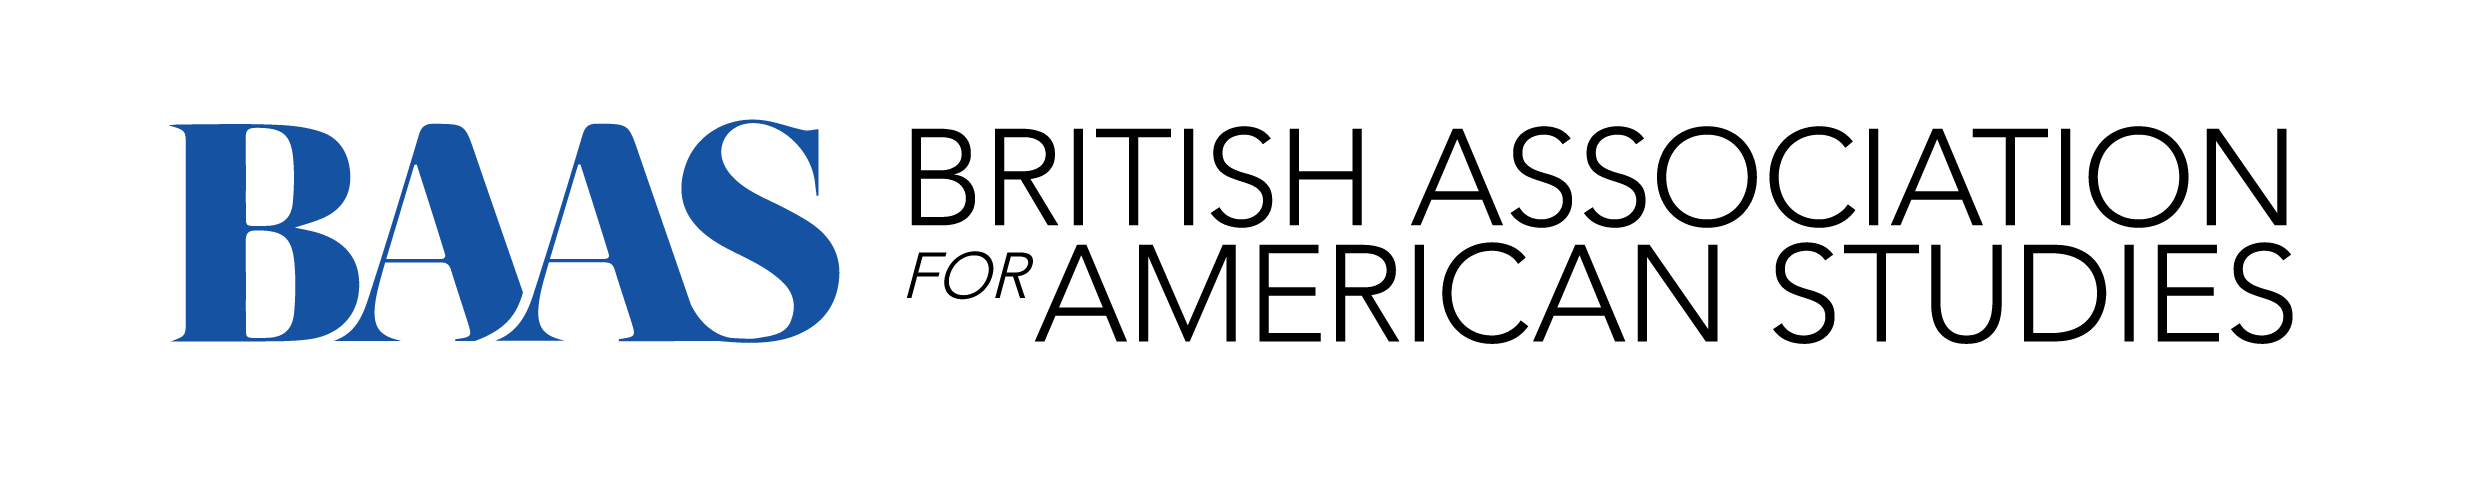 BAAS
BRITISH ASSOCIATION
FOR AMERICAN STUDIES